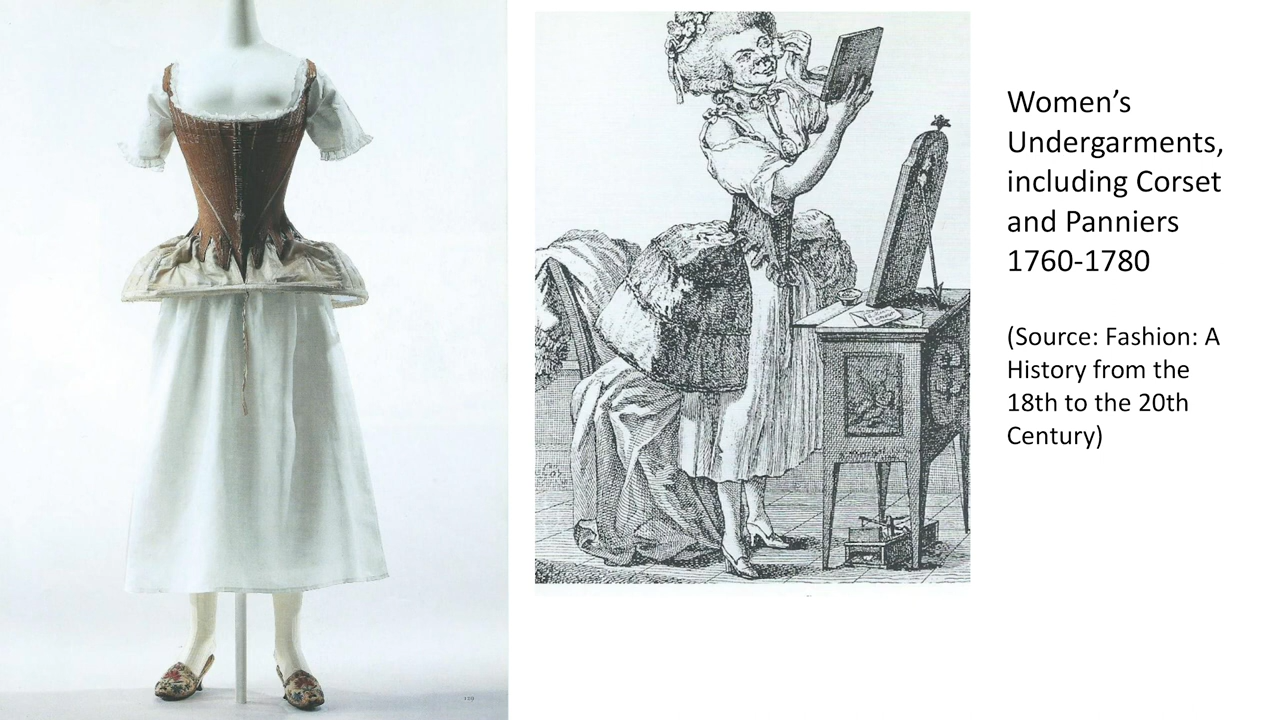 Women’s
Undergarments,
including Corset
and Panniers
1760-1780
(Source: Fashion: A
History from the
18th to the 20th
Century)